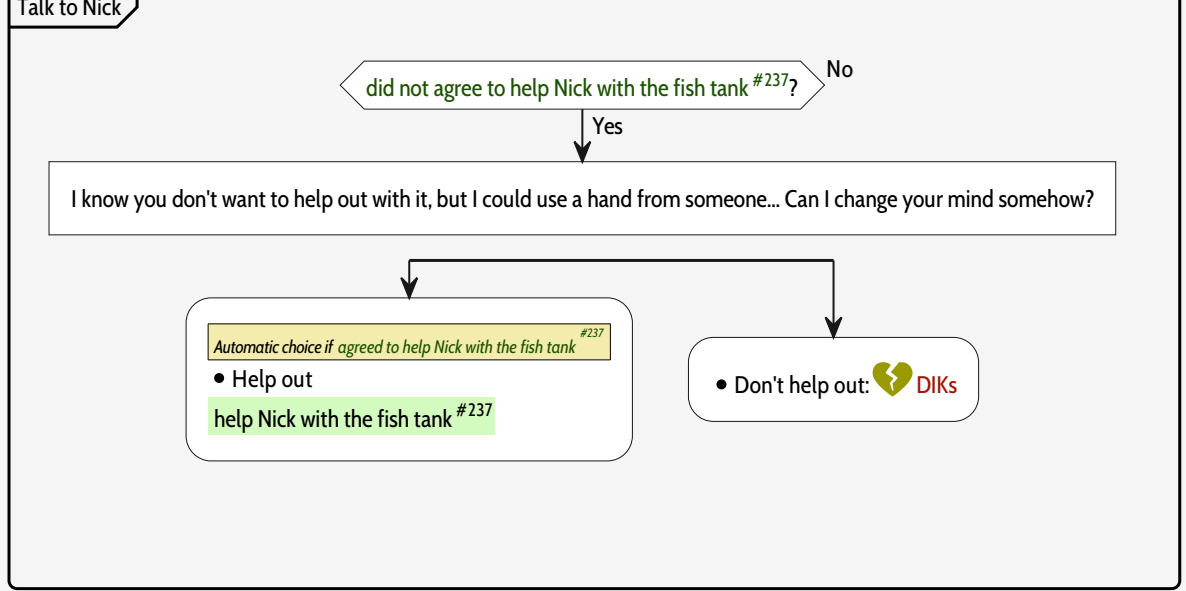 Talk to Nick
did not agree to help Nick with the fish tank #237?
No
Yes
I know you don't want to help out with it, but I could use a hand from someone... Can I change your mind somehow?
Automatic choice if agreed to help Nick with the fish tank #237
• Help out
help Nick with the fish tank #237
• Don't help out: DIKs